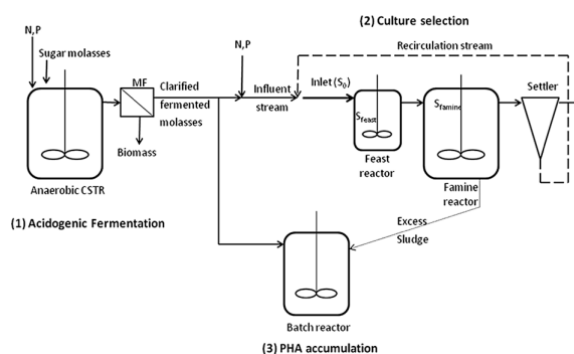 (2) Culture selection
N,P
Sugar molasses
N,P
Recirculation stream
MF
Clarified
fermented
molasses
Influent
stream
Inlet (S₀)
Settler
Sfeast
Sfamine
Biomass
Feast
reactor
Anaerobic CSTR
Famine
reactor
(1) Acidogenic Fermentation
Excess
Sludge
Batch reactor
(3) PHA accumulation